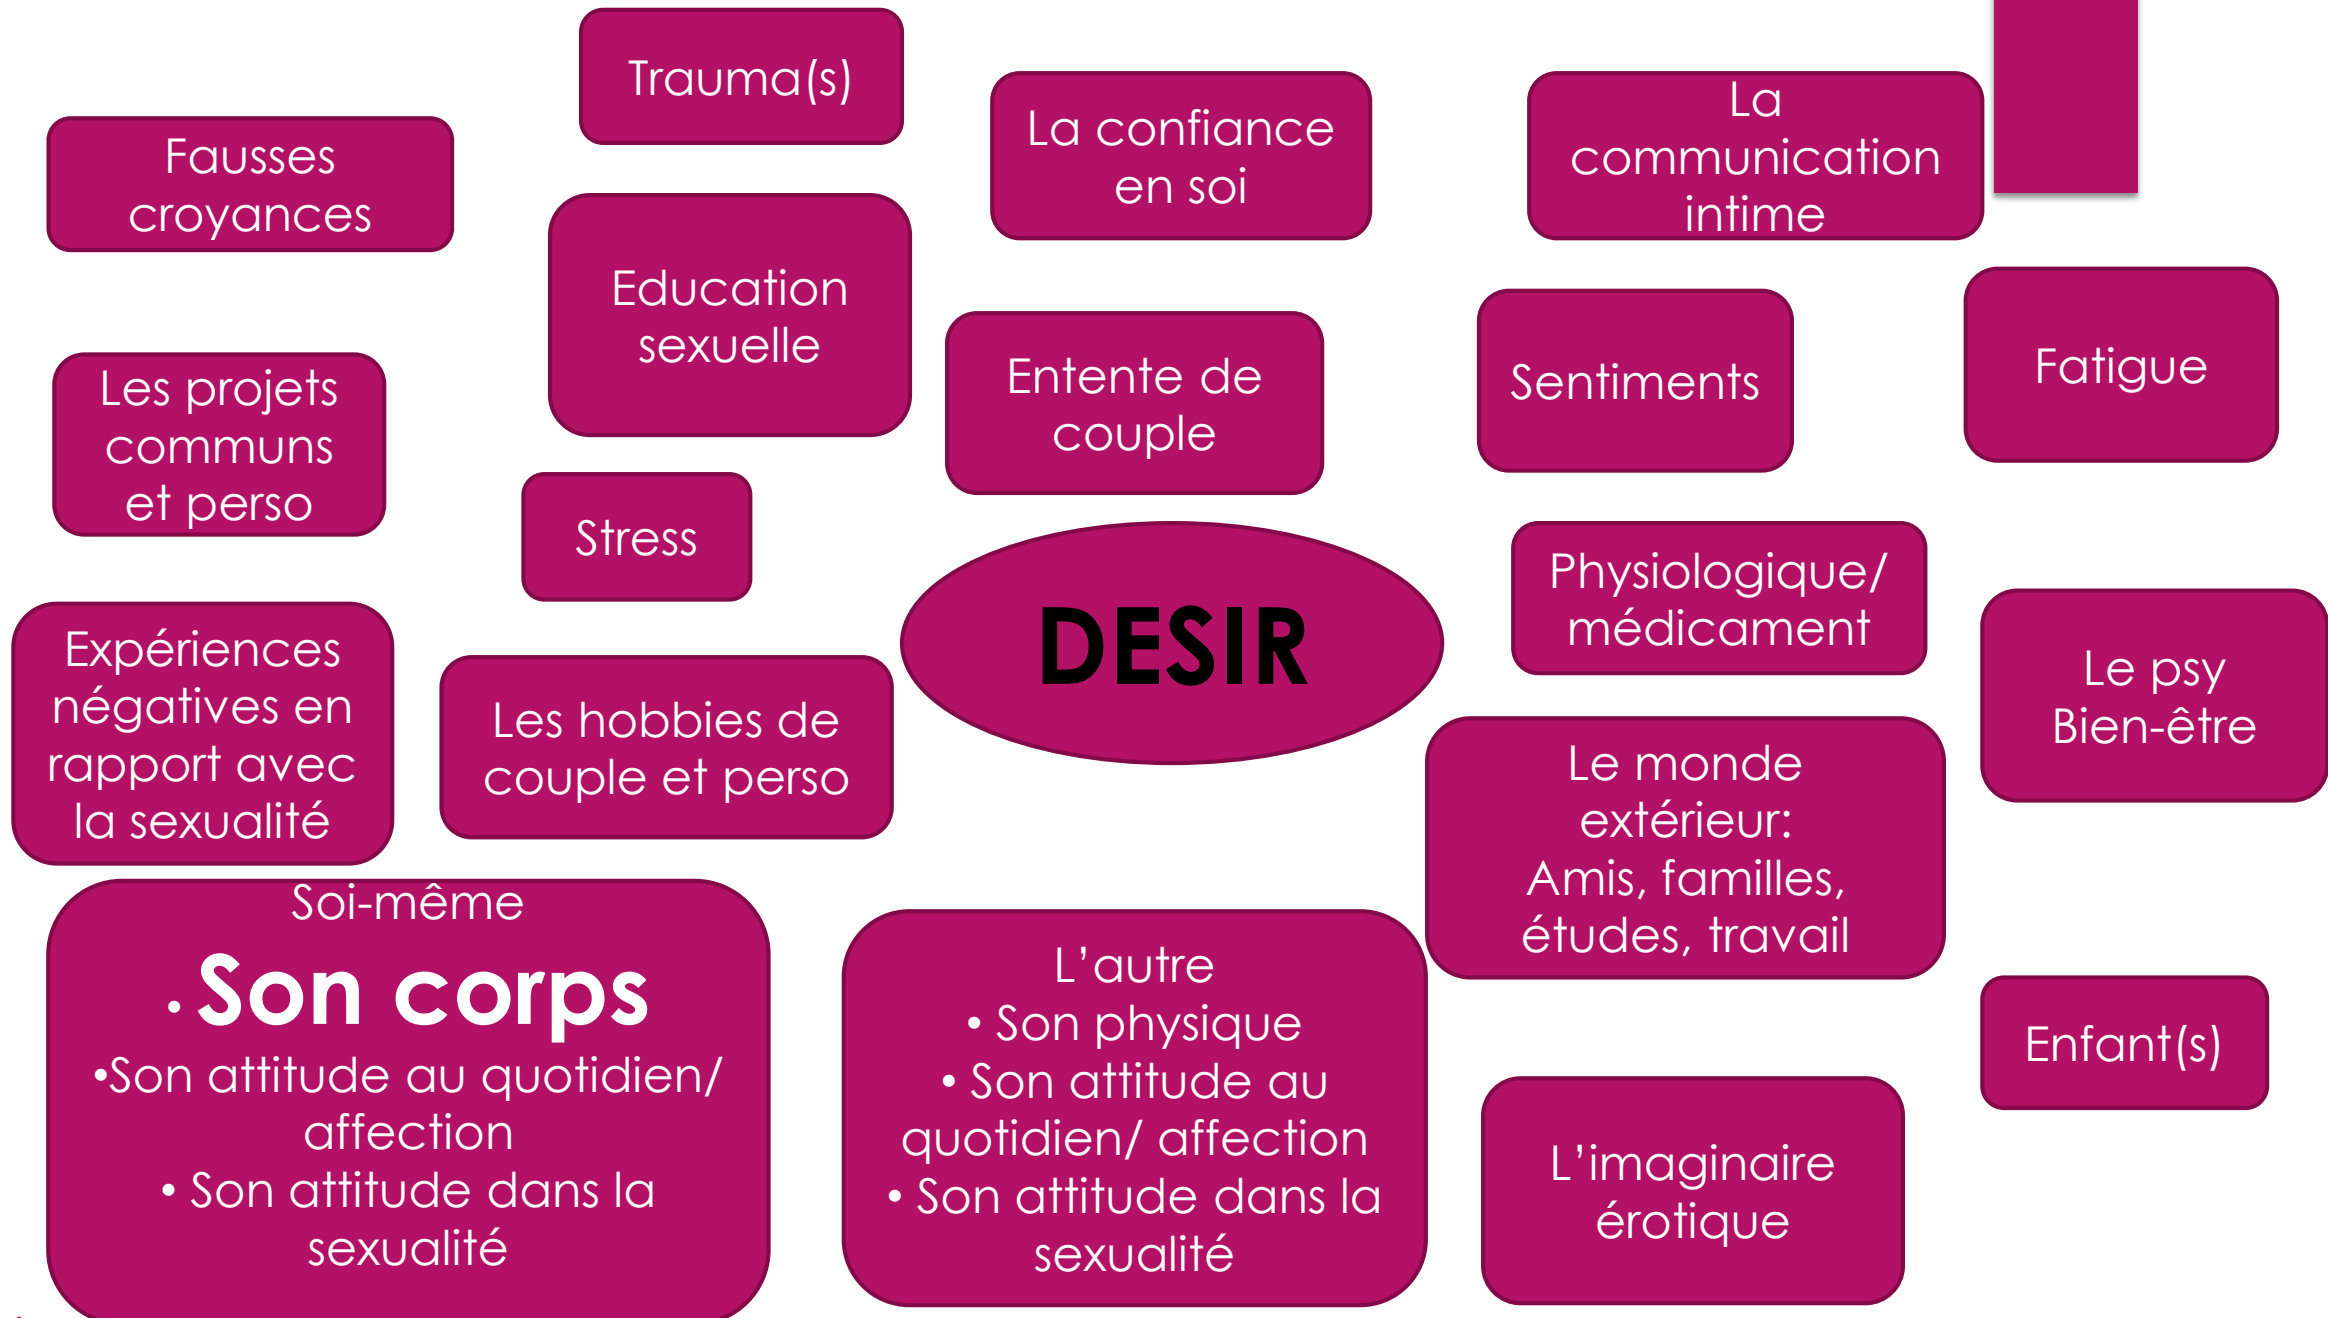 Trauma(s)
La confiance
en soi
La
communication
intime
Fausses
croyances
Education
sexuelle
Entente de
couple
Sentiments
Fatigue
Les projets
communs
et perso
Stress
DESIR
Physiologique/
médicament
Le psy
Bien-être
Expériences
négatives en
rapport avec
la sexualité
Les hobbies de
couple et perso
Le monde
extérieur:
Amis, familles,
études, travail
Soi-même
• Son corps
•Son attitude au quotidien/
affection
• Son attitude dans la
sexualité
L’autre
• Son physique
• Son attitude au
quotidien/ affection
• Son attitude dans la
sexualité
Enfant(s)
L’imaginaire
érotique